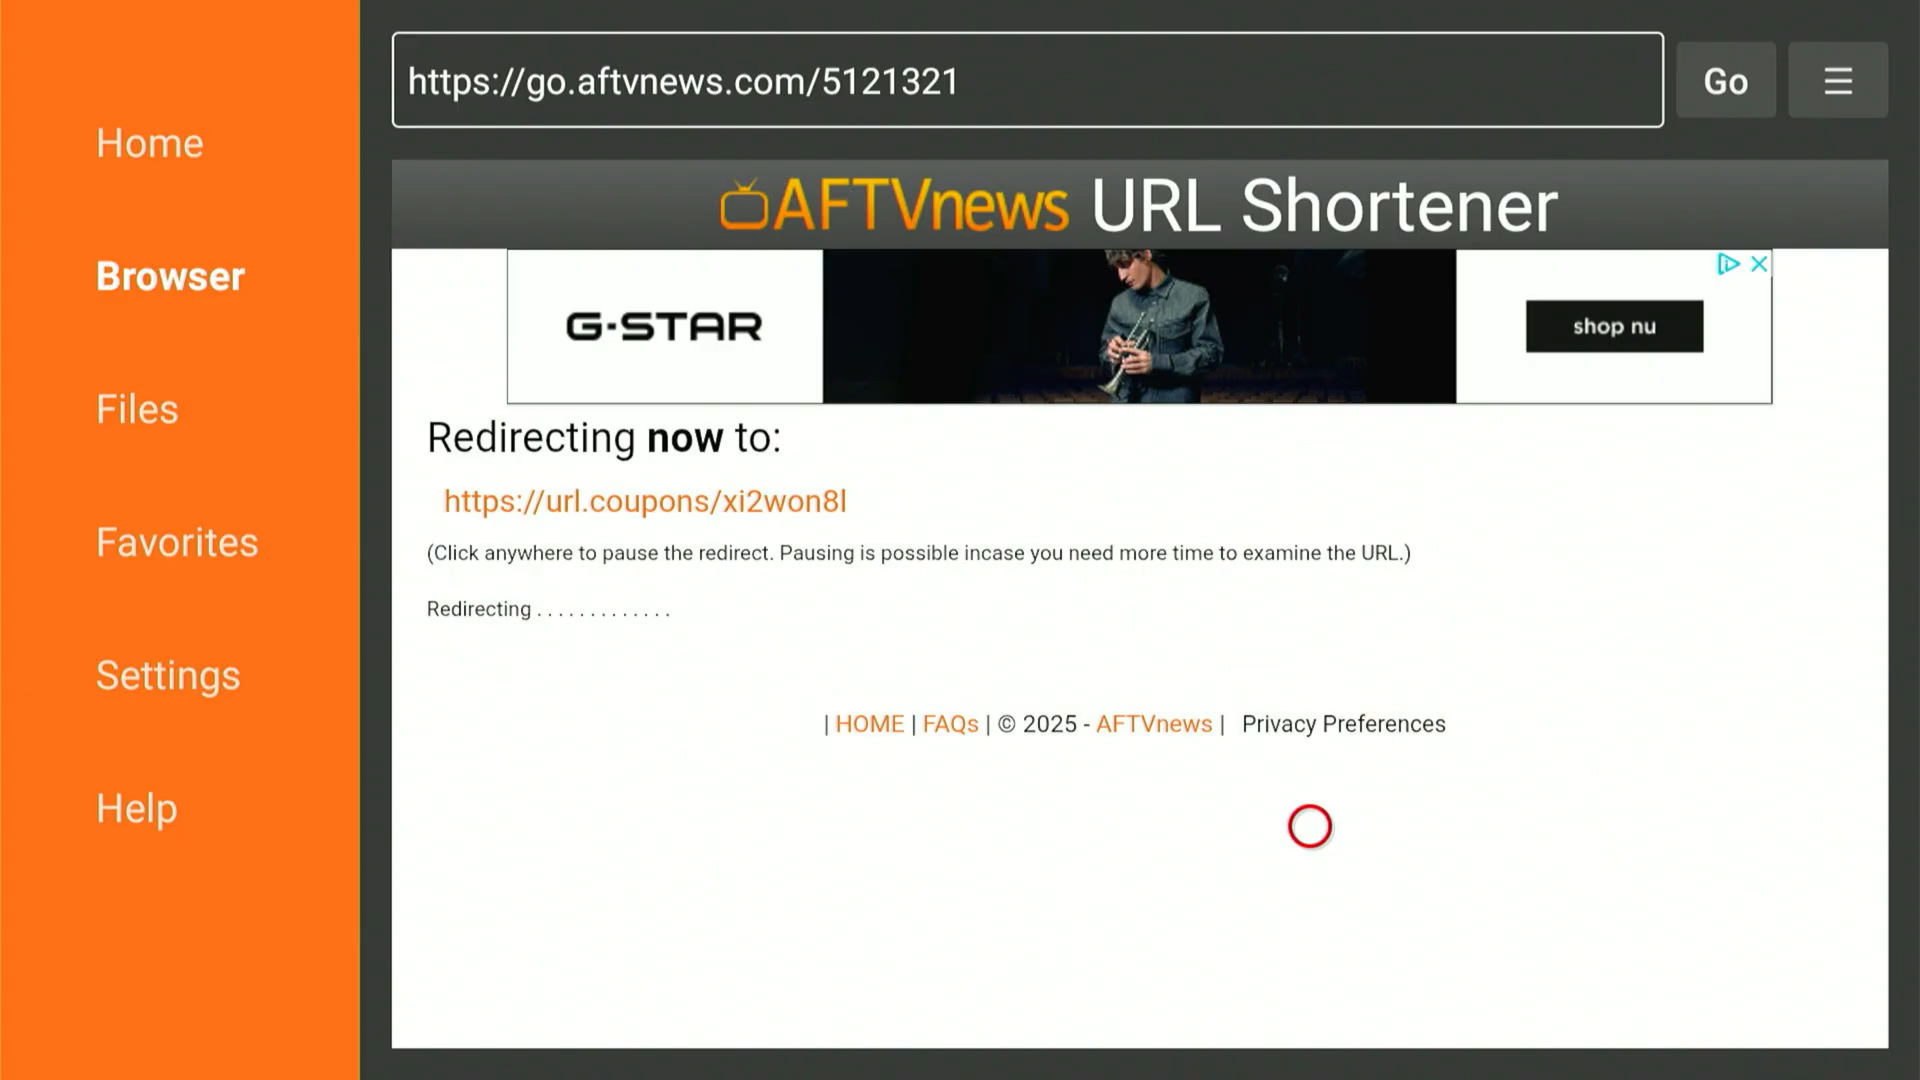 https://go.aftvnews.com/5121321
Go
Home
Browser
Files
Favorites
Settings
Help
AFTVnews URL Shortener
G-STAR
shop nu
Redirecting now to:
https://url.coupons/xi2won8l
(Click anywhere to pause the redirect. Pausing is possible incase you need more time to examine the URL.)
Redirecting . . . . . . . . . . . . .
| HOME | FAQs | © 2025 - AFTVnews | Privacy Preferences